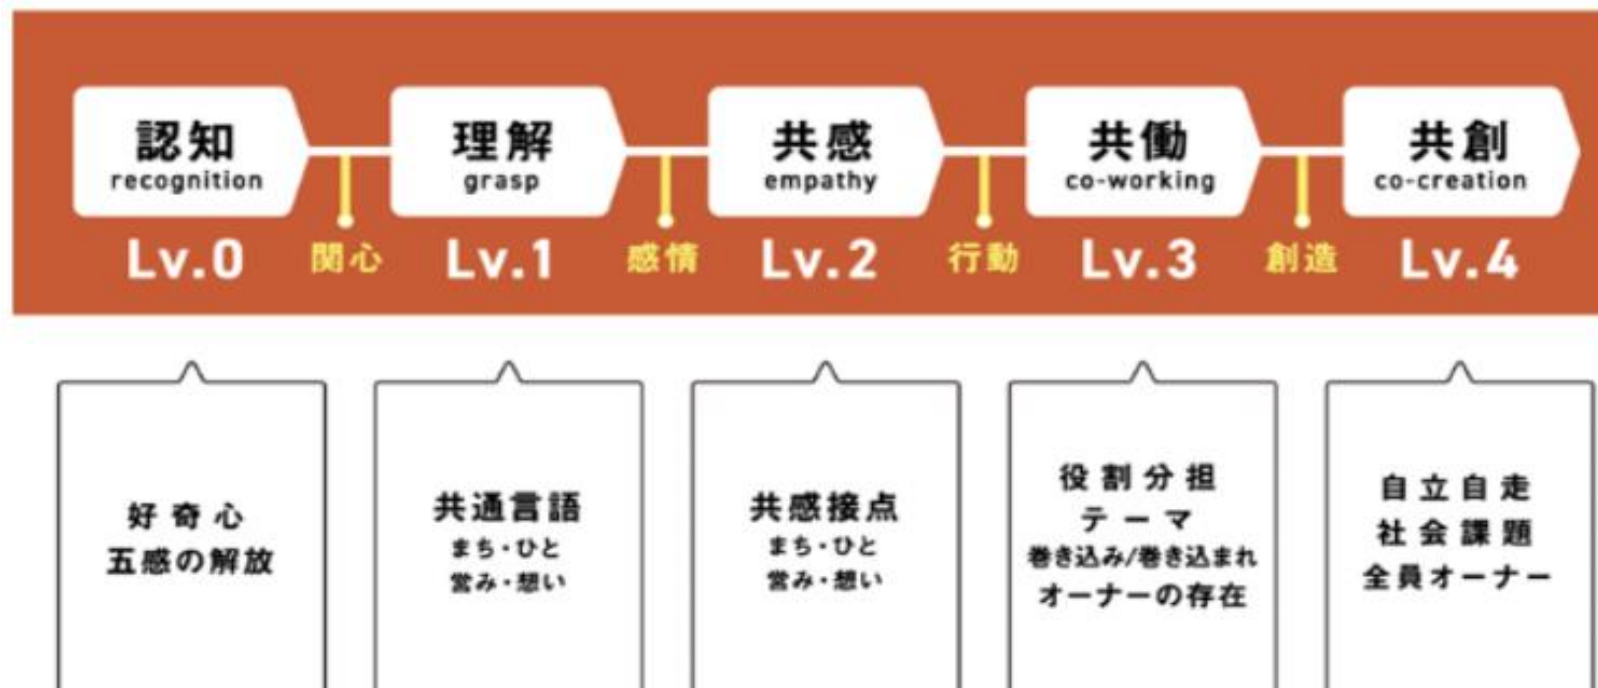 認知
recognition
Lv.0
関心
理解
grasp
Lv.1
感情
共感
empathy
Lv.2
行動
共働
co-working
Lv.3
創造
共創
co-creation
Lv.4
好奇心
五感の解放
共通言語
まち・ひと
営み・想い
共感接点
まち・ひと
営み・想い
役割分担
テーマ
巻き込み/巻き込まれ
オーナーの存在
自立自走
社会課題
全員オーナー